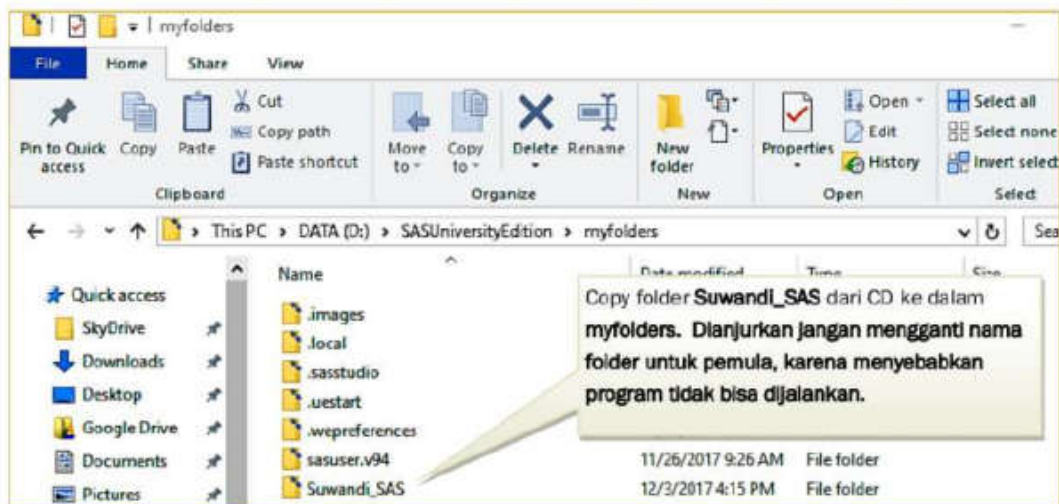 myfolders
File Home Share View
Pin to Quick access
Copy
Paste
Cut
Copy path
Paste shortcut
Move to
Copy to
Delete
Rename
New folder
Properties
Open
Edit
History
Select all
Select none
Invert select
Clipboard
Organize
New
Open
Select
This PC > DATA (D:) > SASUniversityEdition > myfolders
Sea
Name
Date modified
Type
Size
Quick access
SkyDrive
Downloads
Desktop
Google Drive
Documents
Pictures
.images
.local
.sasstudio
.uestart
.wepreferences
sasuser.v94 11/26/2017 9:26 AM File folder
Suwandi_SAS 12/3/2017 4:15 PM File folder
Copy folder Suwandi_SAS dari CD ke dalam
myfolders. Dianjurkan jangan mengganti nama
folder untuk pemula, karena menyebabkan
program tidak bisa dijalankan.